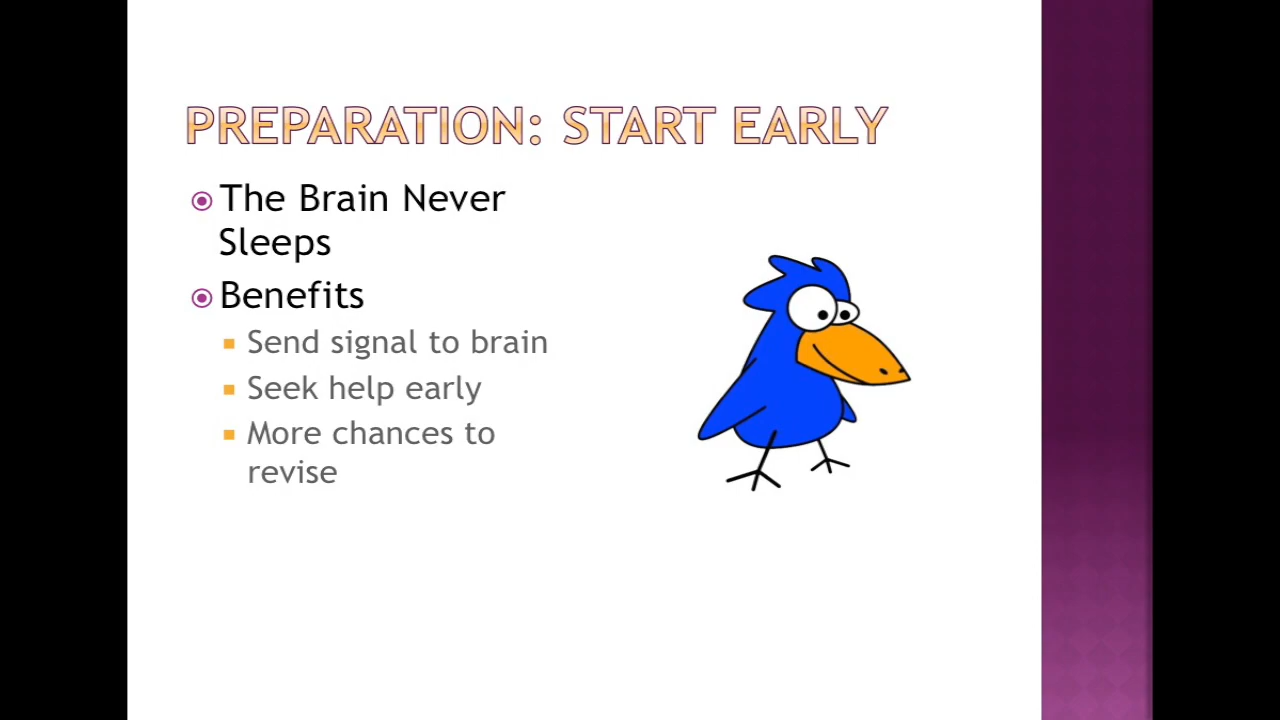 PREPARATION: START EARLY
The Brain Never
Sleeps
Benefits
Send signal to brain
Seek help early
More chances to
revise